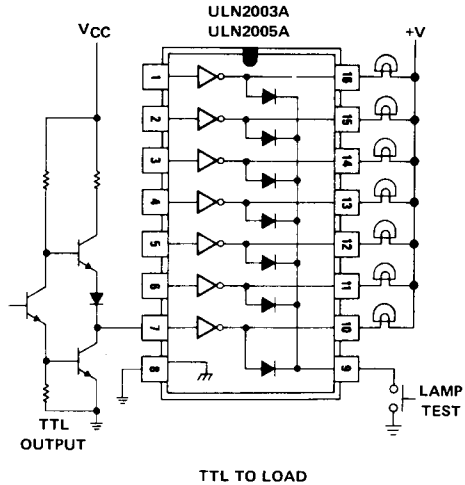 ULN2003A
ULN2005A
VCC
+V
1
16
2
15
3
14
4
13
5
12
6
11
7
10
8
9
TTL
OUTPUT
LAMP
TEST
TTL TO LOAD